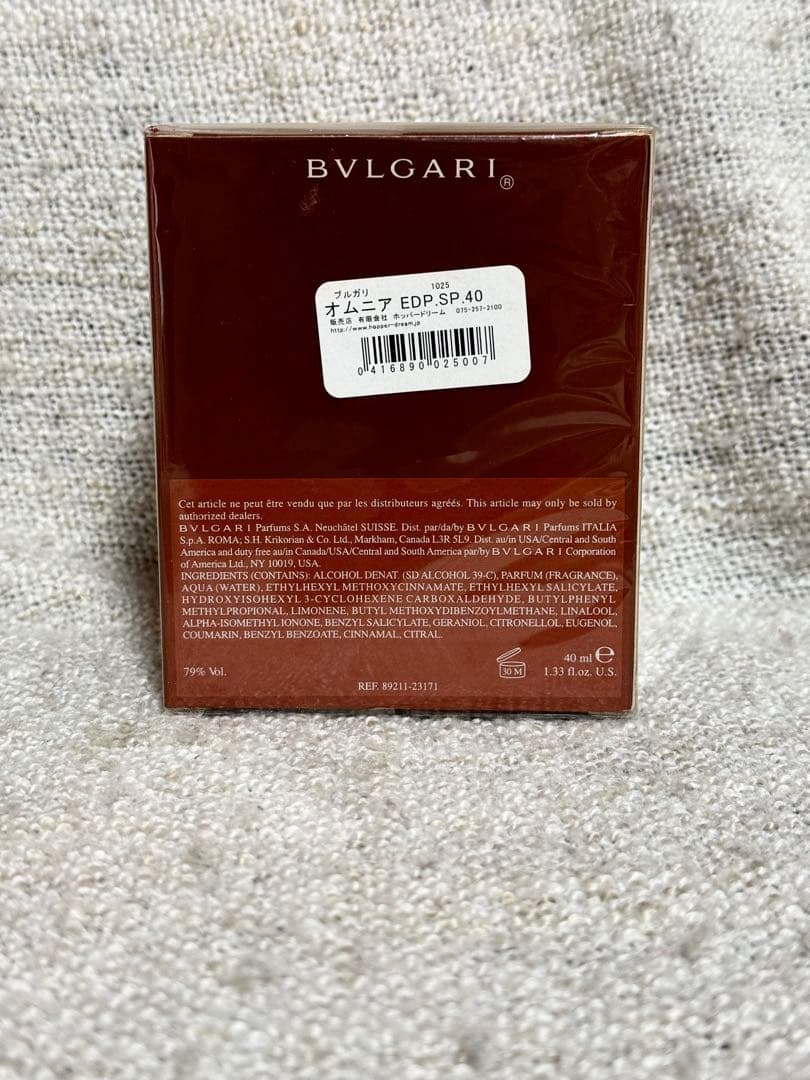 BVLGARI®
ブルガリ 1025
オムニア EDP.SP.40
販売店 有限会社 ホッパードリーム 075-257-2100
http://www.hopper-dream.jp
0 416890 025007
Cet article ne peut être vendu que par les distributeurs agréés. This article may only be sold by
authorized dealers.
BVLGARI Parfums S.A. Neuchâtel SUISSE. Dist. par/da/by BVLGARI Parfums ITALIA
S.p.A. ROMA; S.H. Krikorian & Co. Ltd., Markham, Canada L3R 5L9. Dist. au/in USA/Central and South
America and duty free au/in Canada/USA/Central and South America par/by BVLGARI Corporation
of America Ltd., NY 10019, USA.
INGREDIENTS (CONTAINS): ALCOHOL DENAT. (SD ALCOHOL 39-C), PARFUM (FRAGRANCE),
AQUA (WATER), ETHYLHEXYL METHOXYCINNAMATE, ETHYLHEXYL SALICYLATE,
HYDROXYISOHEXYL 3-CYCLOHEXENE CARBOXALDEHYDE, BUTYLPHENYL
METHYLPROPIONAL, LIMONENE, BUTYL METHOXYDIBENZOYLMETHANE, LINALOOL,
ALPHA-ISOMETHYL IONONE, BENZYL SALICYLATE, GERANIOL, CITRONELLOL, EUGENOL,
COUMARIN, BENZYL BENZOATE, CINNAMAL, CITRAL.
79% Vol.
30 M
40 ml ℮
1.33 fl.oz. U.S.
REF. 89211-23171